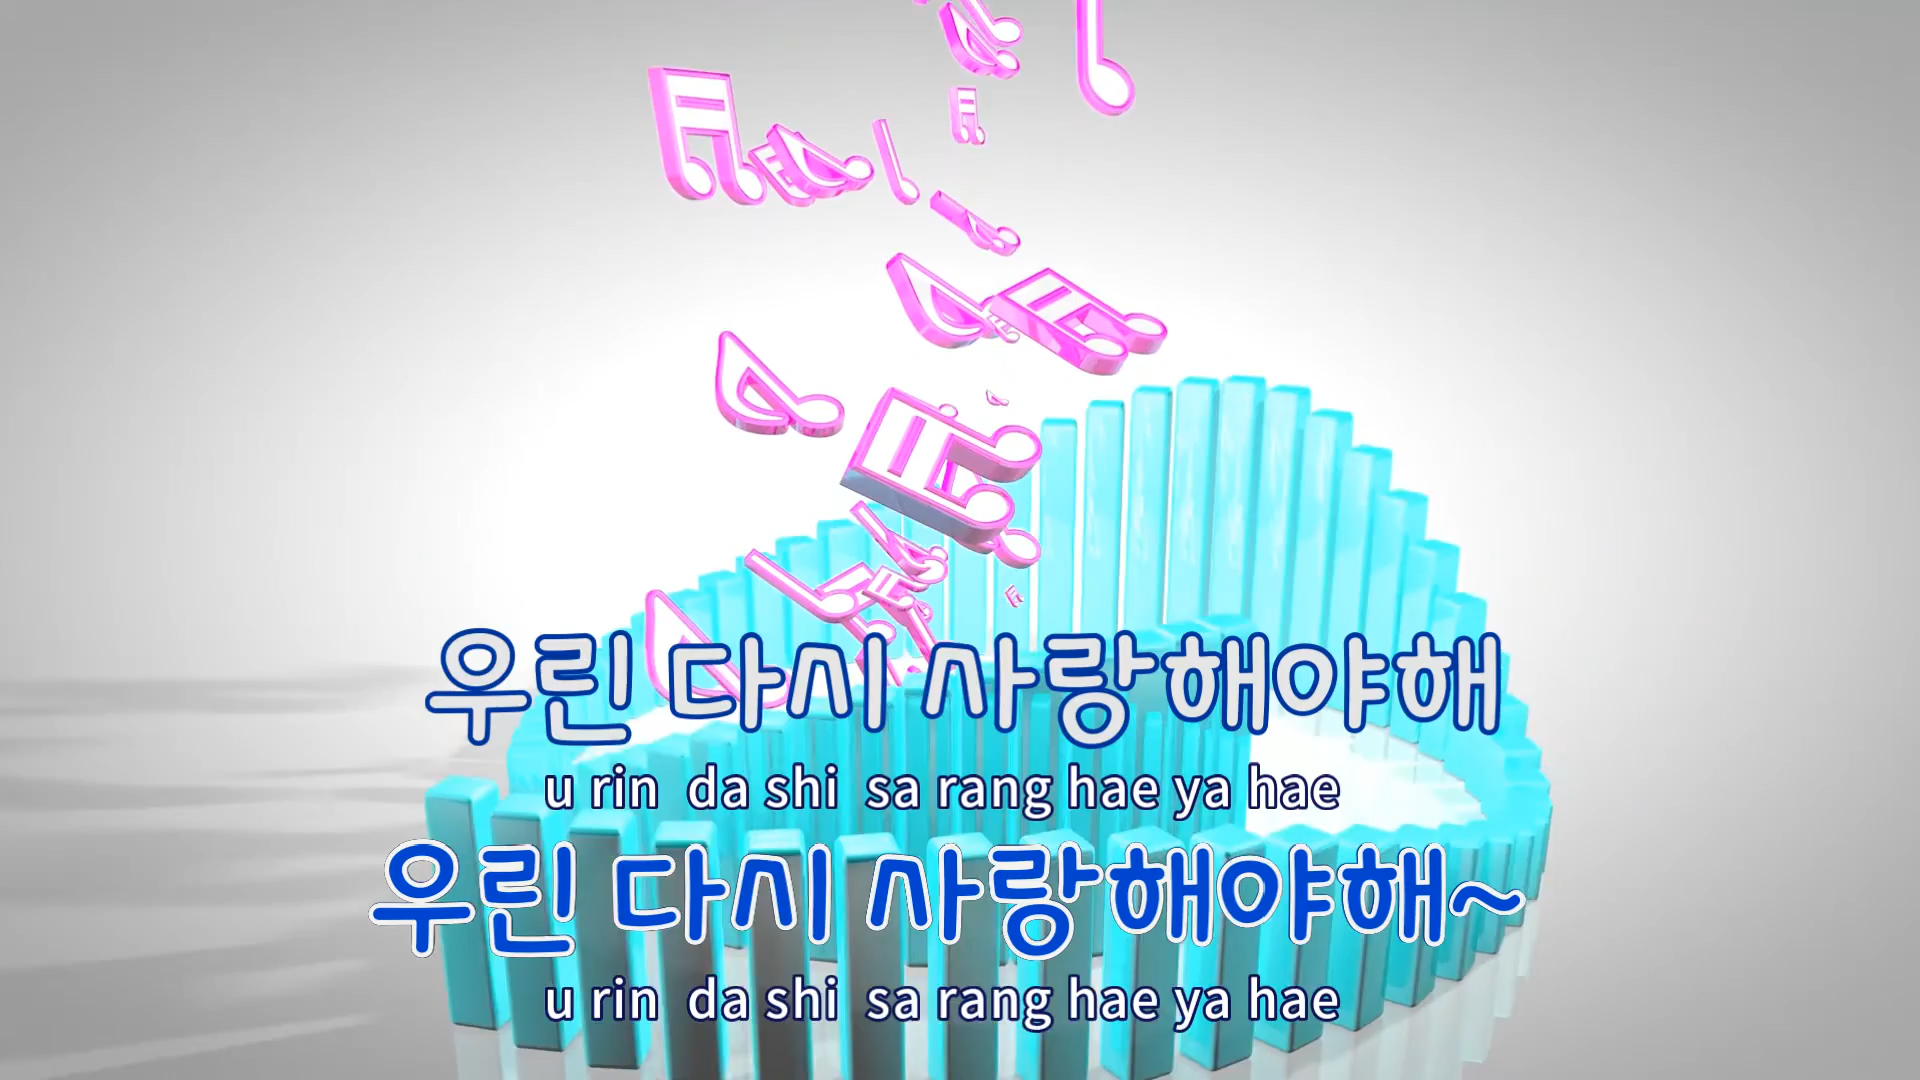 우린 다시 사랑해야해
u rin da shi sa rang hae ya hae
우린 다시 사랑해야해~
u rin da shi sa rang hae ya hae